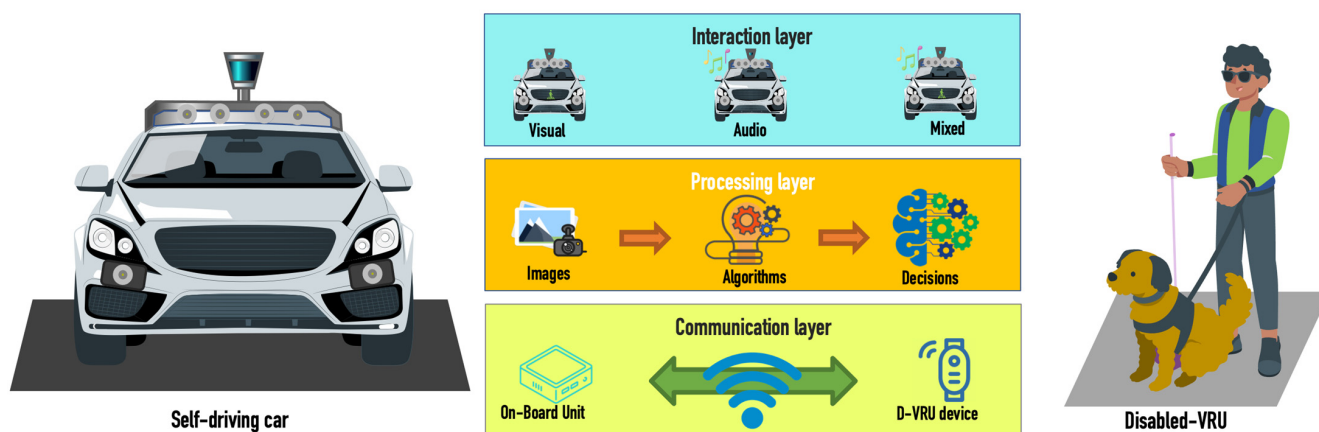 Interaction layer
Visual
Audio
Mixed
Processing layer
Images
Algorithms
Decisions
Communication layer
On-Board Unit
D-VRU device
Self-driving car
Disabled-VRU